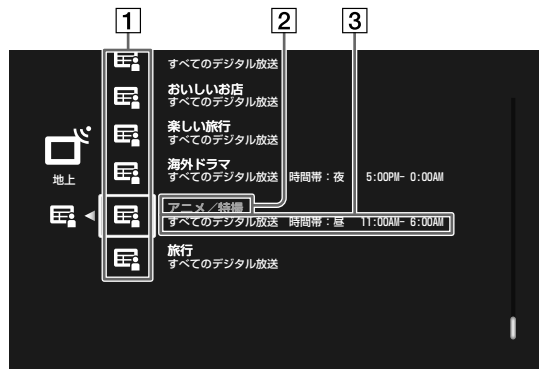 1 2 3
すべてのデジタル放送
おいしいお店
すべてのデジタル放送
楽しい旅行
すべてのデジタル放送
海外ドラマ
すべてのデジタル放送 時間帯：夜 5:00PM- 0:00AM
地上
アニメ／特撮
すべてのデジタル放送 時間帯：昼 11:00AM- 6:00AM
旅行
すべてのデジタル放送